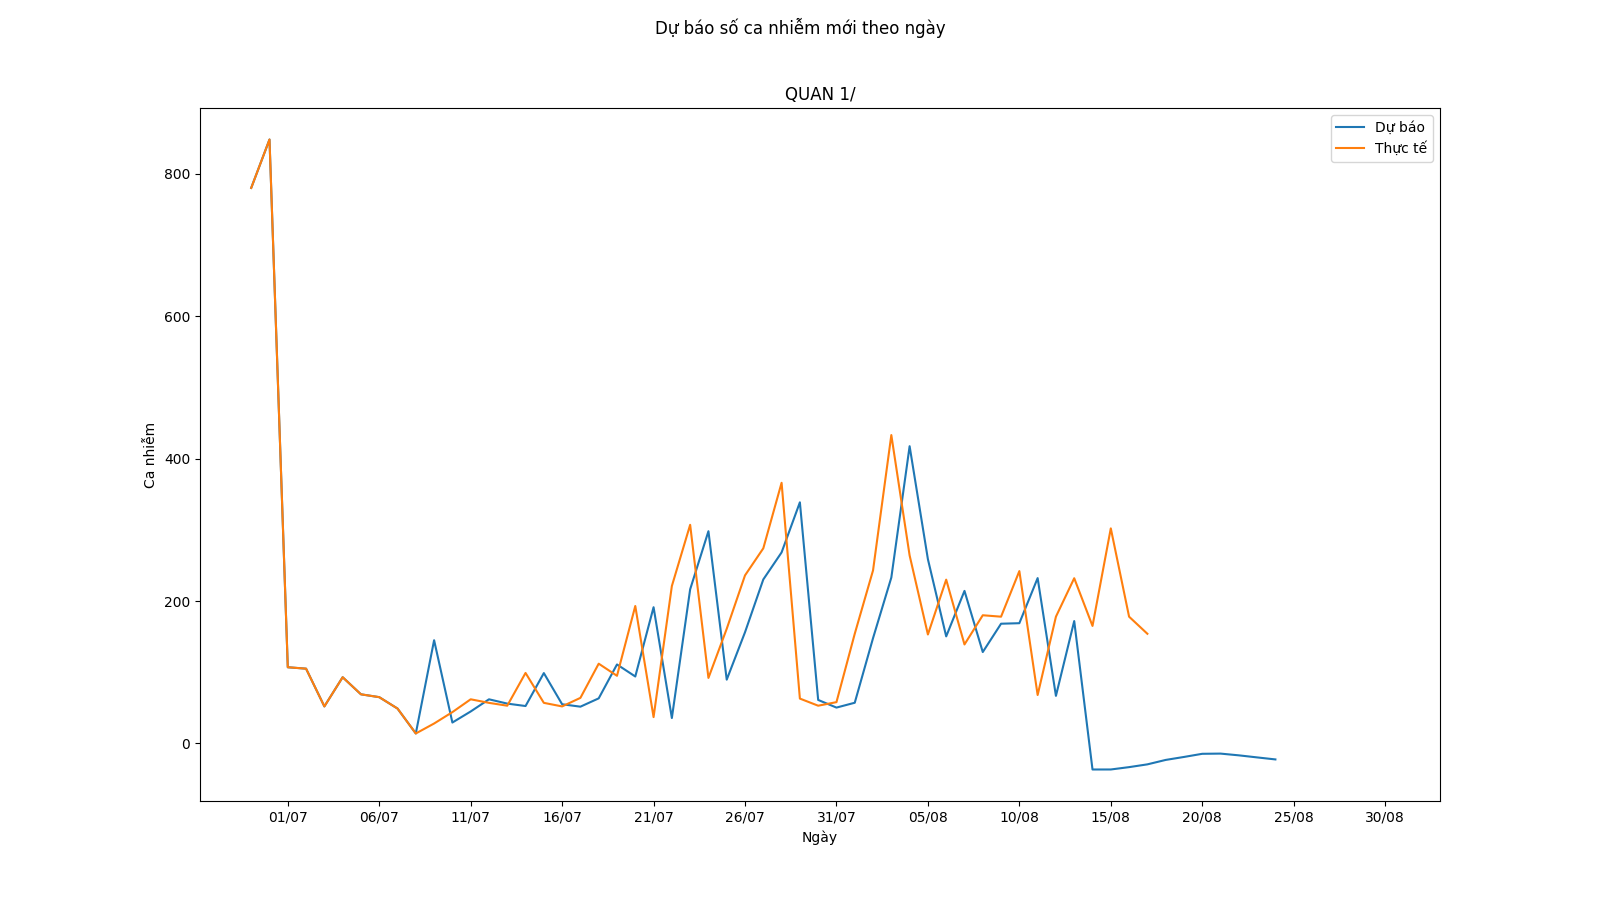 Dự báo số ca nhiễm mới theo ngày
QUAN 1/
Dự báo
Thực tế
800
600
400
200
0
Ca nhiễm
01/07 06/07 11/07 16/07 21/07 26/07 31/07 05/08 10/08 15/08 20/08 25/08 30/08
Ngày